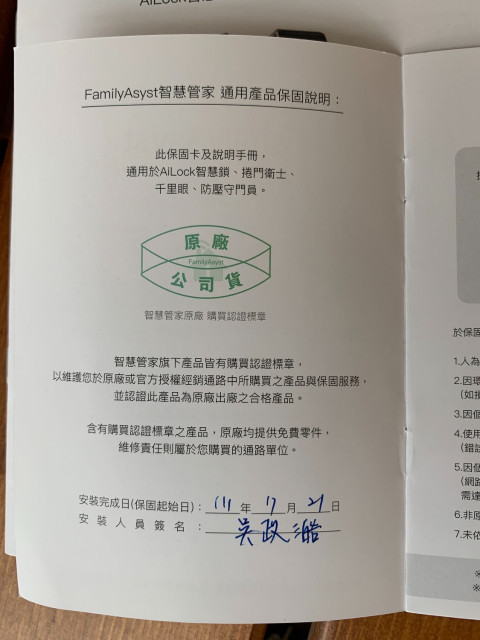 FamilyAsyst智慧管家 通用產品保固說明：
此保固卡及說明手冊，
通用於AiLock智慧鎖、捲門衛士、
千里眼、防壓守門員。
原廠
FamilyAsyst
公司貨
智慧管家原廠 購買認證標章
智慧管家旗下產品皆有購買認證標章，
以維護您於原廠或官方授權經銷通路中所購買之產品與保固服務，
並認證此產品為原廠出廠之合格產品。
含有購買認證標章之產品，原廠均提供免費零件，
維修責任則屬於您購買的通路單位。
安裝完成日(保固起始日)：111年 月21日
安裝人員簽名：吳政
於保固
1.人為
2.因環
3.因個
4.使用
5.因個
(網路
需達
6.非原
7.未依